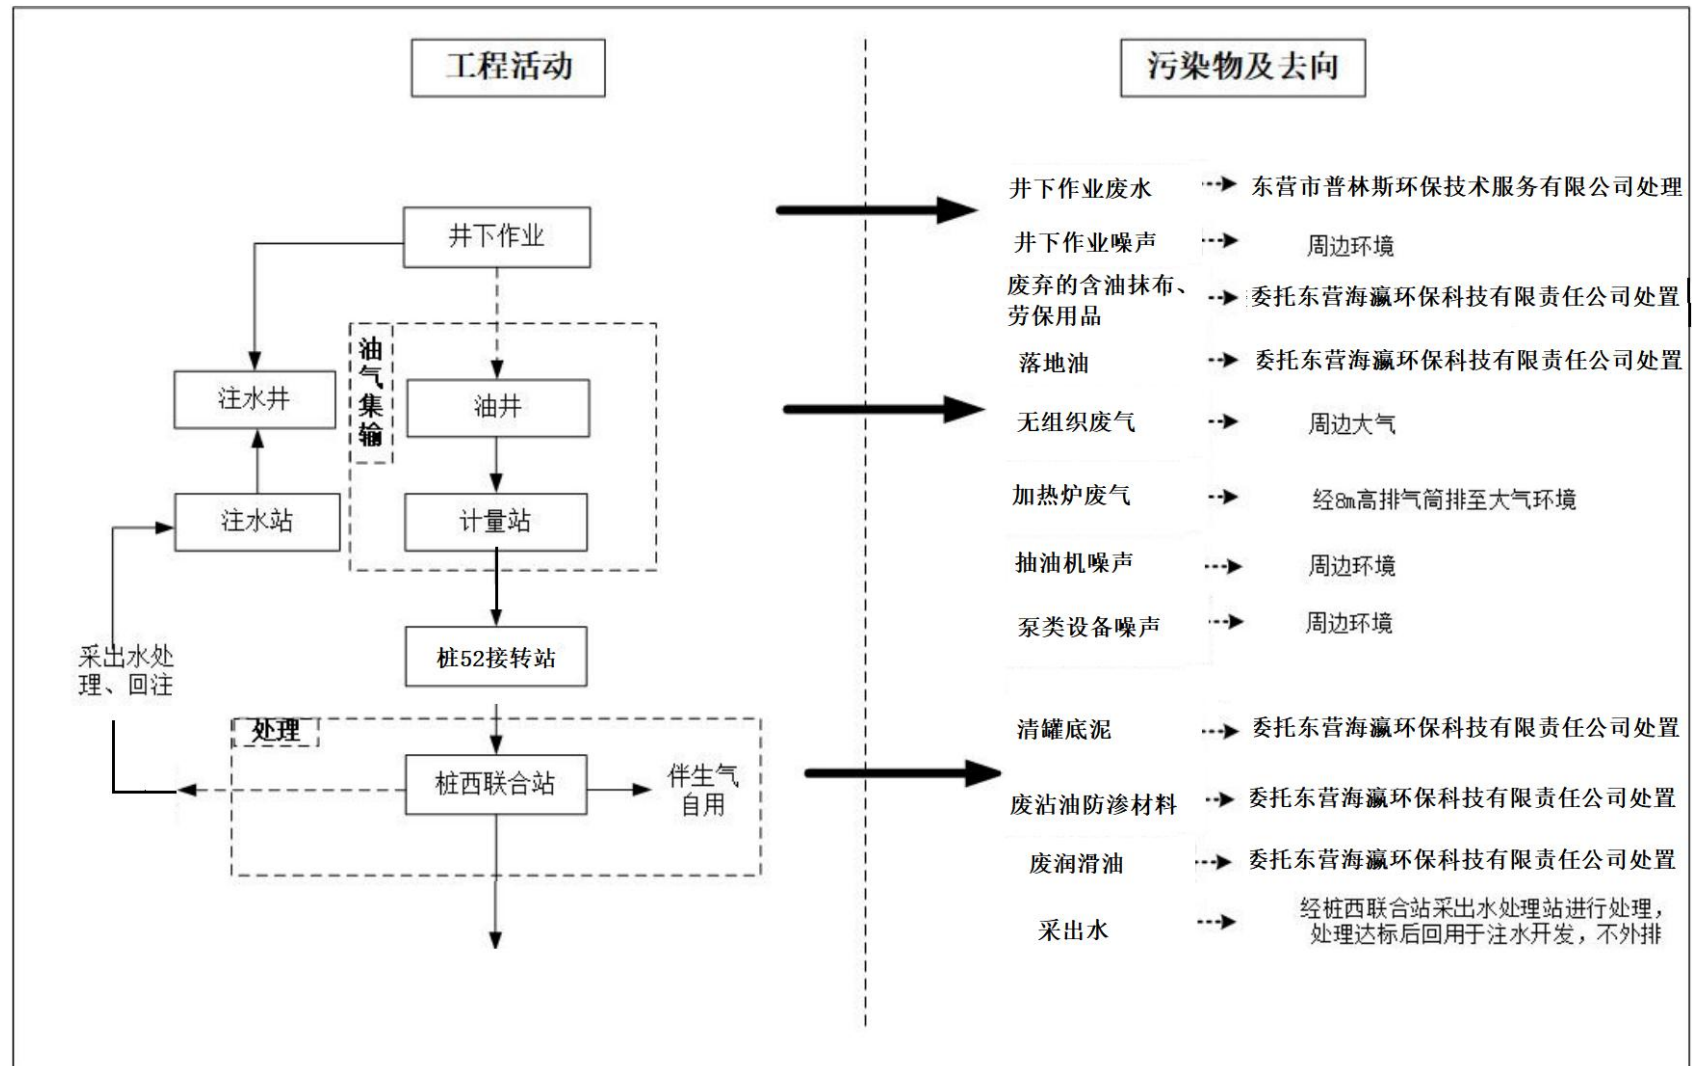 工程活动
污染物及去向
井下作业
油气集输
注水井
油井
注水站
计量站
采出水处
理、回注
桩52接转站
处理
桩西联合站
伴生气
自用
井下作业废水
东营市普林斯环保技术服务有限公司处理
井下作业噪声
周边环境
废弃的含油抹布、
劳保用品
委托东营海瀛环保科技有限责任公司处置
落地油
委托东营海瀛环保科技有限责任公司处置
无组织废气
周边大气
加热炉废气
经8m高排气筒排至大气环境
抽油机噪声
周边环境
泵类设备噪声
周边环境
清罐底泥
委托东营海瀛环保科技有限责任公司处置
废沾油防渗材料
委托东营海瀛环保科技有限责任公司处置
废润滑油
委托东营海瀛环保科技有限责任公司处置
采出水
经桩西联合站采出水处理站进行处理，
处理达标后回用于注水开发，不外排